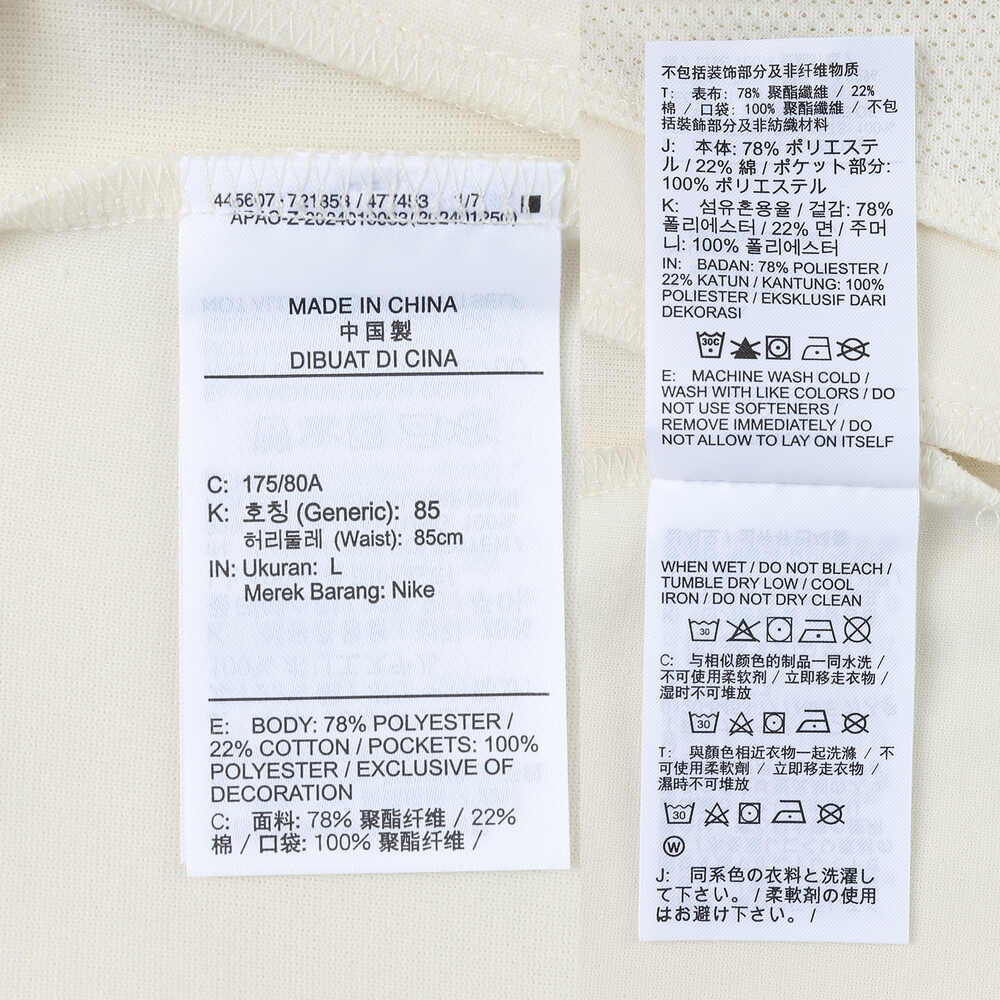 MADE IN CHINA
中国製
DIBUAT DI CINA
C: 175/80A
K: 호칭 (Generic): 85
허리둘레 (Waist): 85cm
IN: Ukuran: L
Merek Barang: Nike
E: BODY: 78% POLYESTER /
22% COTTON / POCKETS: 100%
POLYESTER / EXCLUSIVE OF
DECORATION
C: 面料: 78% 聚酯纤维 / 22%
棉 / 口袋: 100% 聚酯纤维 /
不包括装饰部分及非纤维物质
T: 表布: 78% 聚酯纖維 / 22%
棉 / 口袋: 100% 聚酯纖維 / 不包
括裝飾部分及非紡織材料
J: 本体: 78% ポリエステ
ル / 22% 綿 / ポケット部分:
100% ポリエステル
K: 섬유혼용율 / 겉감: 78%
폴리에스터 / 22% 면 / 주머
니: 100% 폴리에스터
IN: BADAN: 78% POLIESTER /
22% KATUN / KANTUNG: 100%
POLIESTER / EKSKLUSIF DARI
DEKORASI
30C
E: MACHINE WASH COLD /
WASH WITH LIKE COLORS / DO
NOT USE SOFTENERS /
REMOVE IMMEDIATELY / DO
NOT ALLOW TO LAY ON ITSELF
WHEN WET / DO NOT BLEACH /
TUMBLE DRY LOW / COOL
IRON / DO NOT DRY CLEAN
30
C: 与相似颜色的制品一同水洗 /
不可使用柔软剂 / 立即移走衣物 /
湿时不可堆放
30
T: 與顏色相近衣物一起洗滌 / 不
可使用柔軟劑 / 立即移走衣物 /
濕時不可堆放
30
W
J: 同系色の衣料と洗濯し
て下さい。/ 柔軟剤の使用
はお避け下さい。/